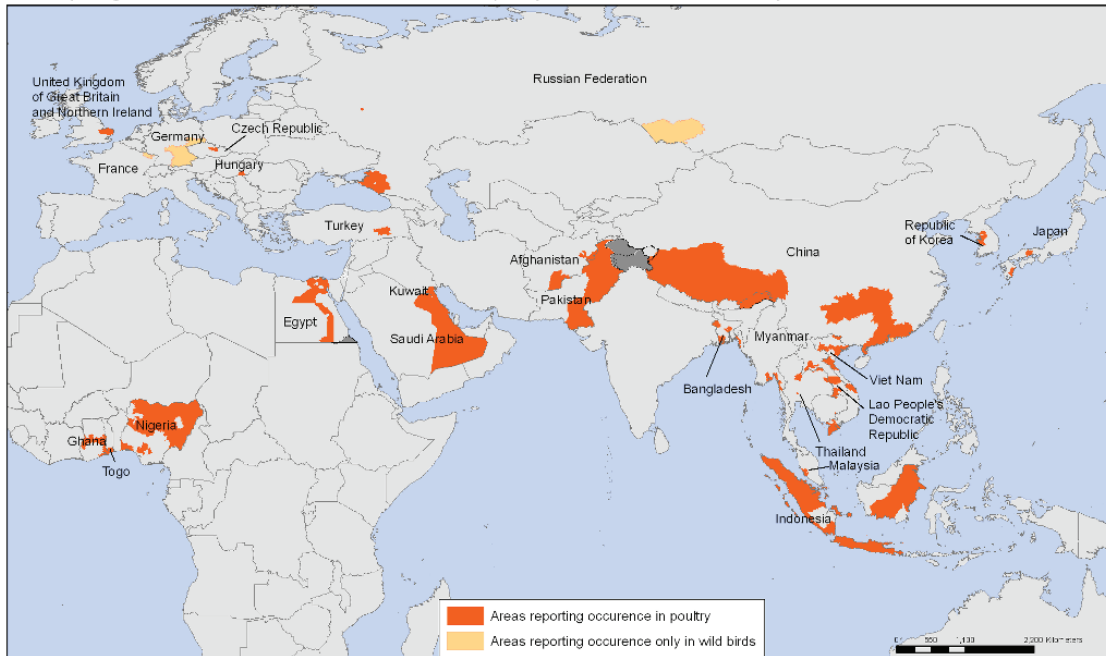 Russian Federation
United Kingdom
of Great Britain
and Northern Ireland
Czech Republic
Germany
France
Hungary
Turkey
Republic
of Korea
Japan
China
Afghanistan
Kuwait
Pakistan
Egypt
Saudi Arabia
Myanmar
Bangladesh
Viet Nam
Lao People's
Democratic
Republic
Nigeria
Ghana
Togo
Thailand
Malaysia
Indonesia
Areas reporting occurence in poultry
Areas reporting occurence only in wild birds
2,200 Kilometers